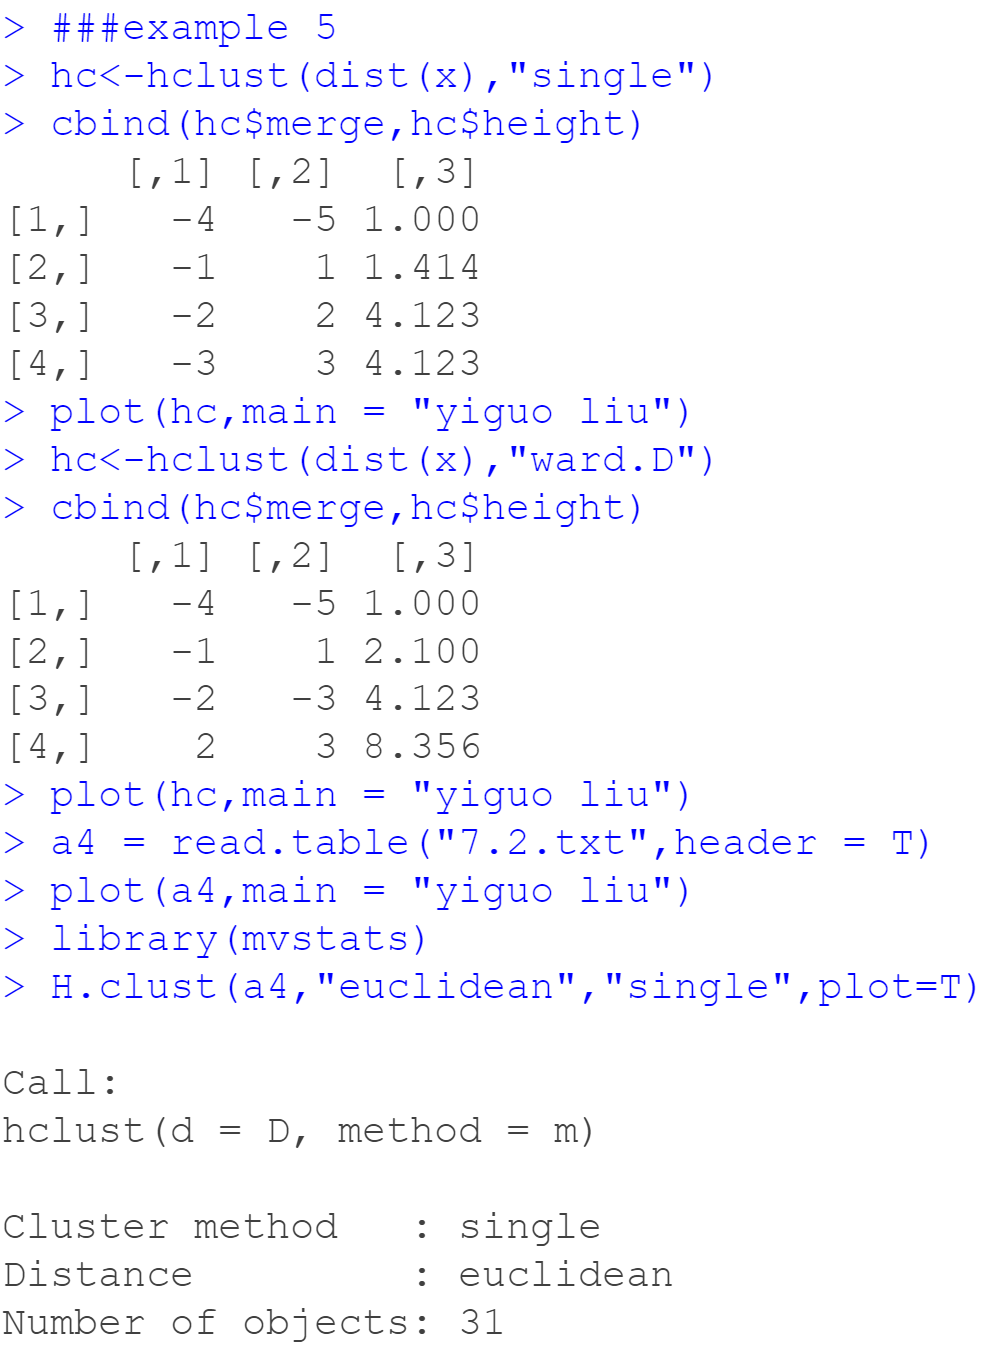 > ###example 5
> hc<-hclust(dist(x),"single")
> cbind(hc$merge,hc$height)
     [,1] [,2]  [,3]
[1,]   -4   -5 1.000
[2,]   -1    1 1.414
[3,]   -2    2 4.123
[4,]   -3    3 4.123
> plot(hc,main = "yiguo liu")
> hc<-hclust(dist(x),"ward.D")
> cbind(hc$merge,hc$height)
     [,1] [,2]  [,3]
[1,]   -4   -5 1.000
[2,]   -1    1 2.100
[3,]   -2   -3 4.123
[4,]    2    3 8.356
> plot(hc,main = "yiguo liu")
> a4 = read.table("7.2.txt",header = T)
> plot(a4,main = "yiguo liu")
> library(mvstats)
> H.clust(a4,"euclidean","single",plot=T)

Call:
hclust(d = D, method = m)

Cluster method   : single
Distance         : euclidean
Number of objects: 31